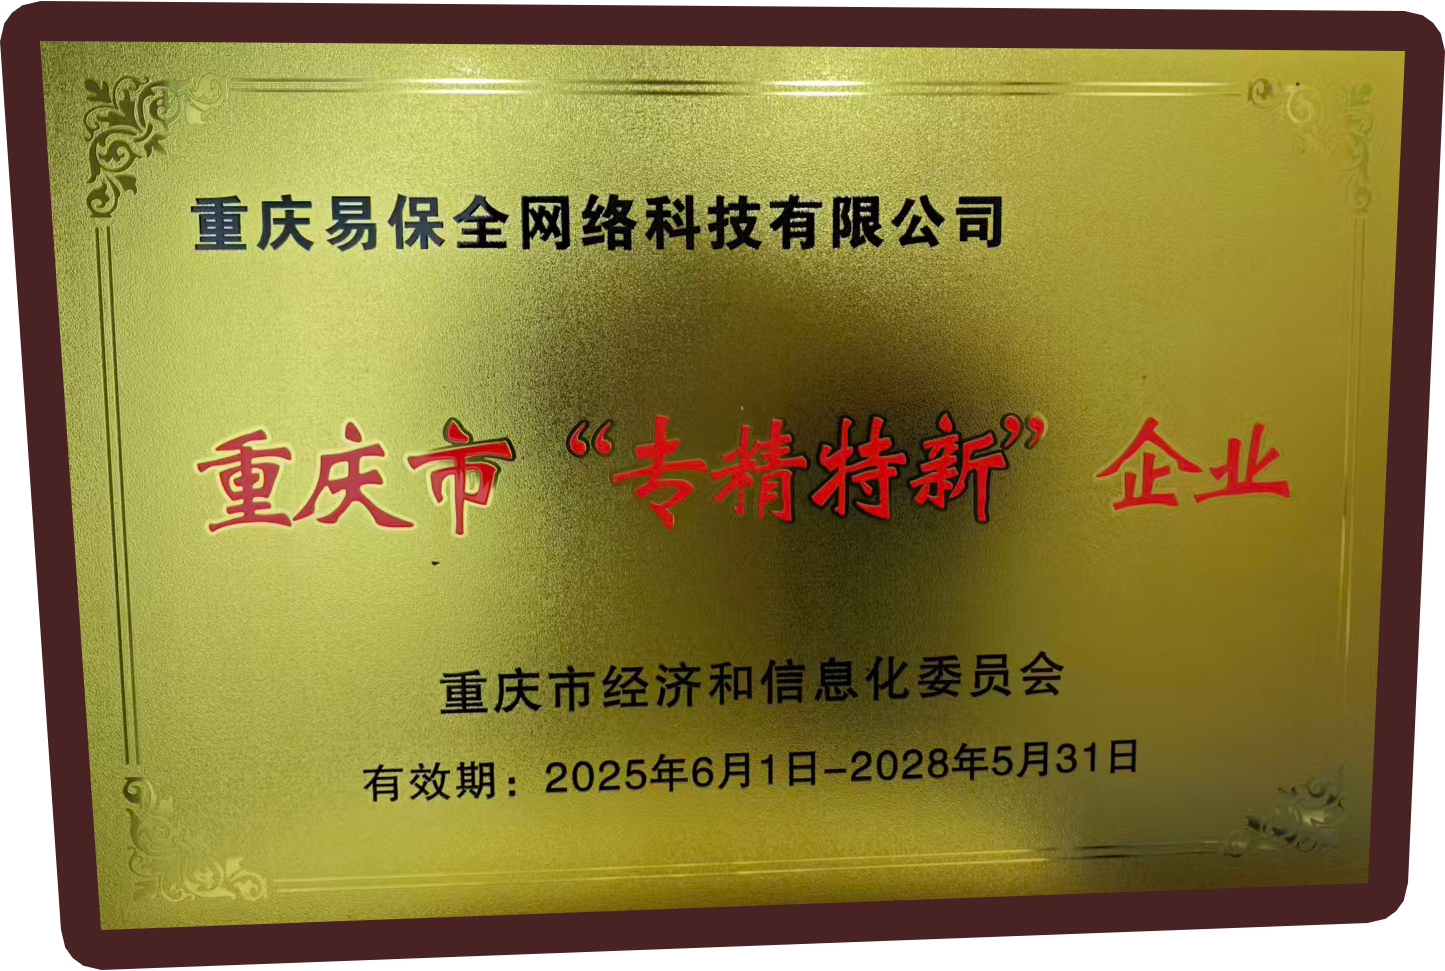 重庆易保全网络科技有限公司
重庆市“专精特新”企业
重庆市经济和信息化委员会
有效期：2025年6月1日-2028年5月31日